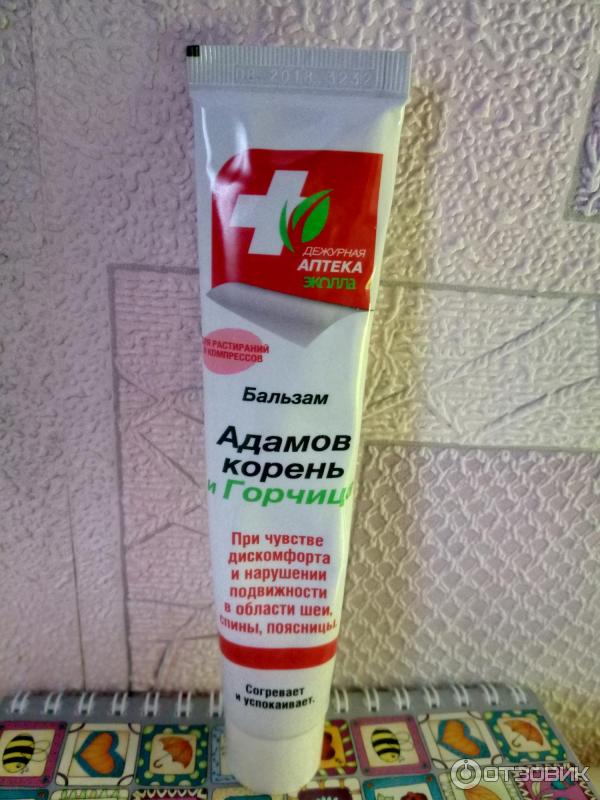 08 2018 3232
ДЕЖУРНАЯ
АПТЕКА
эколла
РАСТИРАНИЙ
КОМПРЕССОВ
Бальзам
Адамов
корень
и Горчица
При чувстве
дискомфорта
и нарушении
подвижности
в области шеи,
спины, поясницы.
Согревает
и успокаивает.
ОТЗОВИК